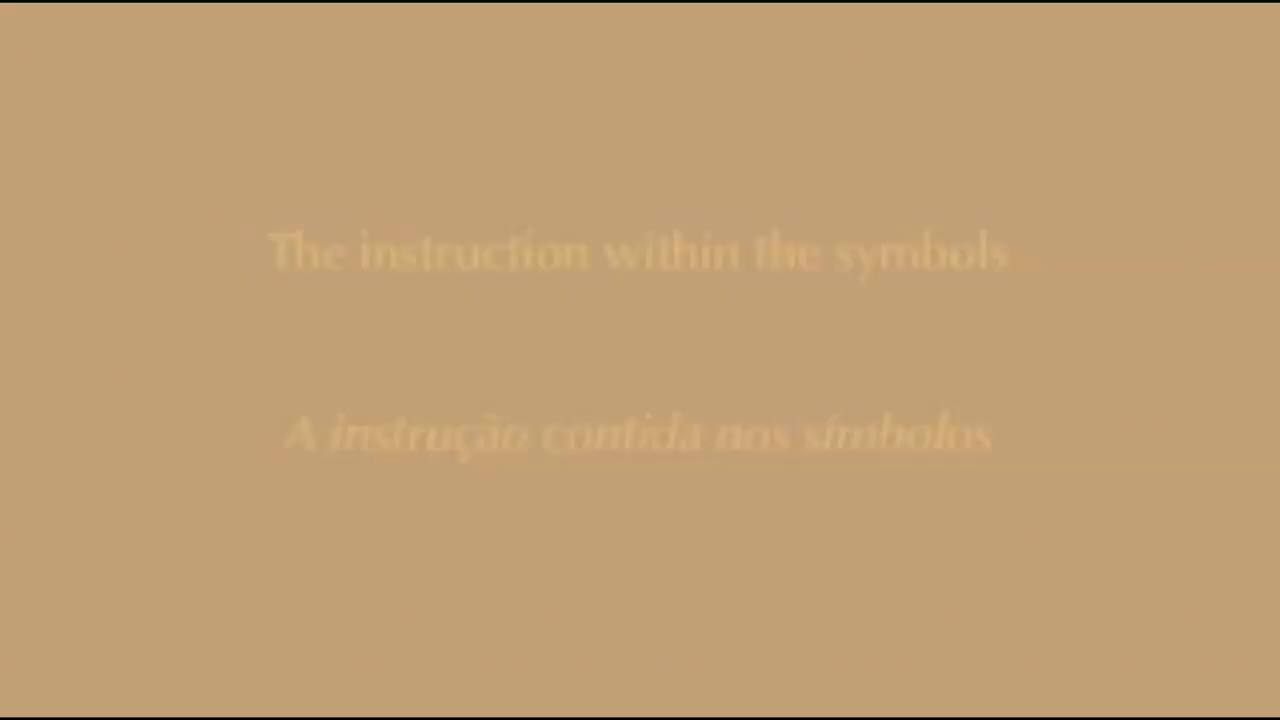 The instruction within the symbols
A instrução contida nos símbolos